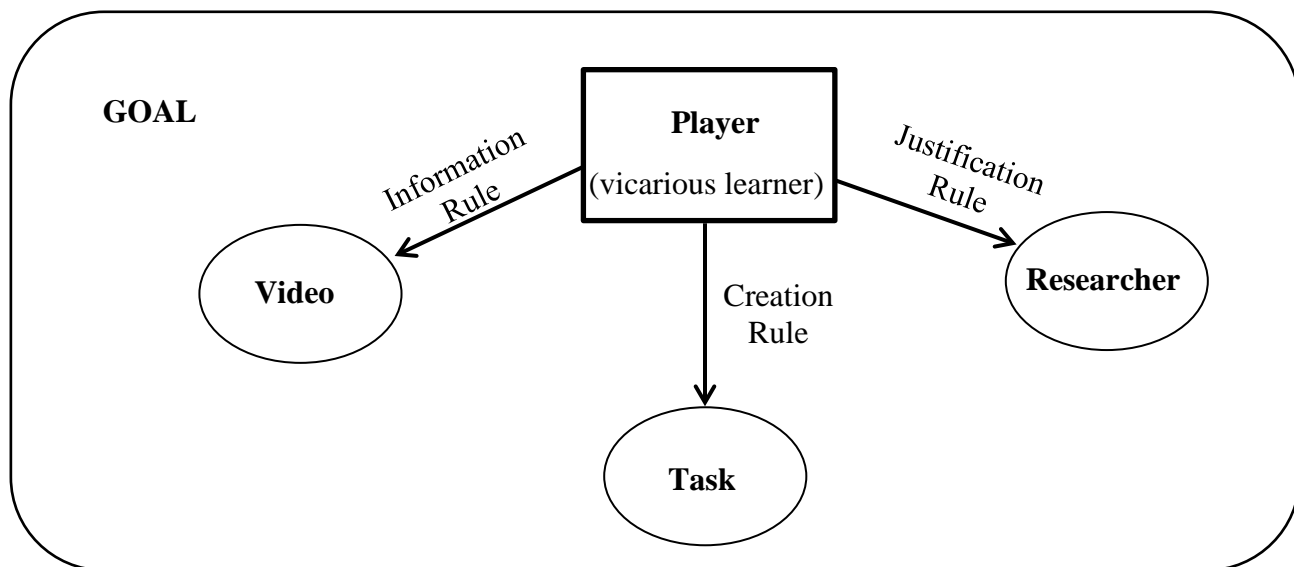 GOAL
Player
(vicarious learner)
Information
Rule
Justification
Rule
Video
Creation
Rule
Researcher
Task